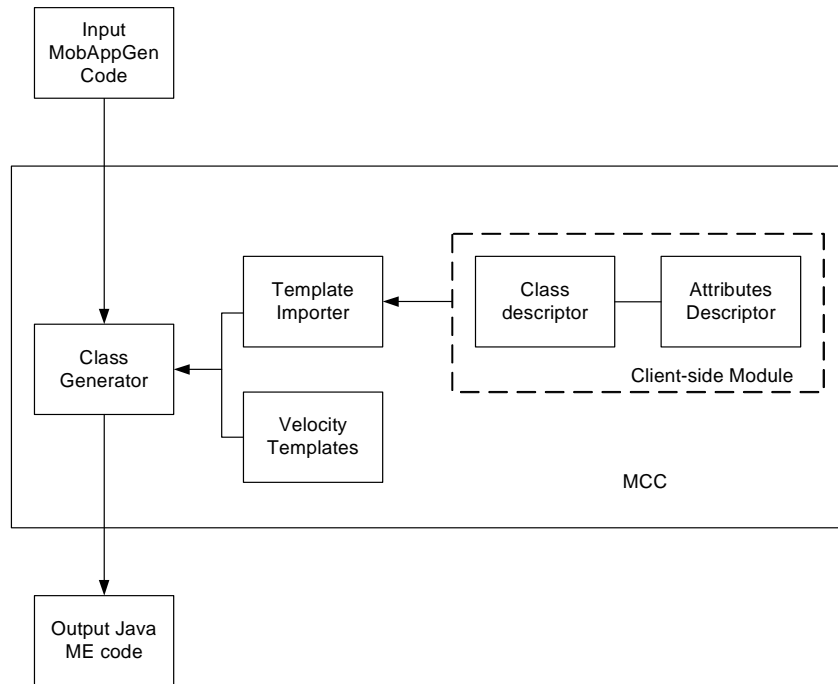 Input
MobAppGen
Code
Template
Importer
Class
descriptor
Attributes
Descriptor
Client-side Module
Class
Generator
Velocity
Templates
MCC
Output Java
ME code